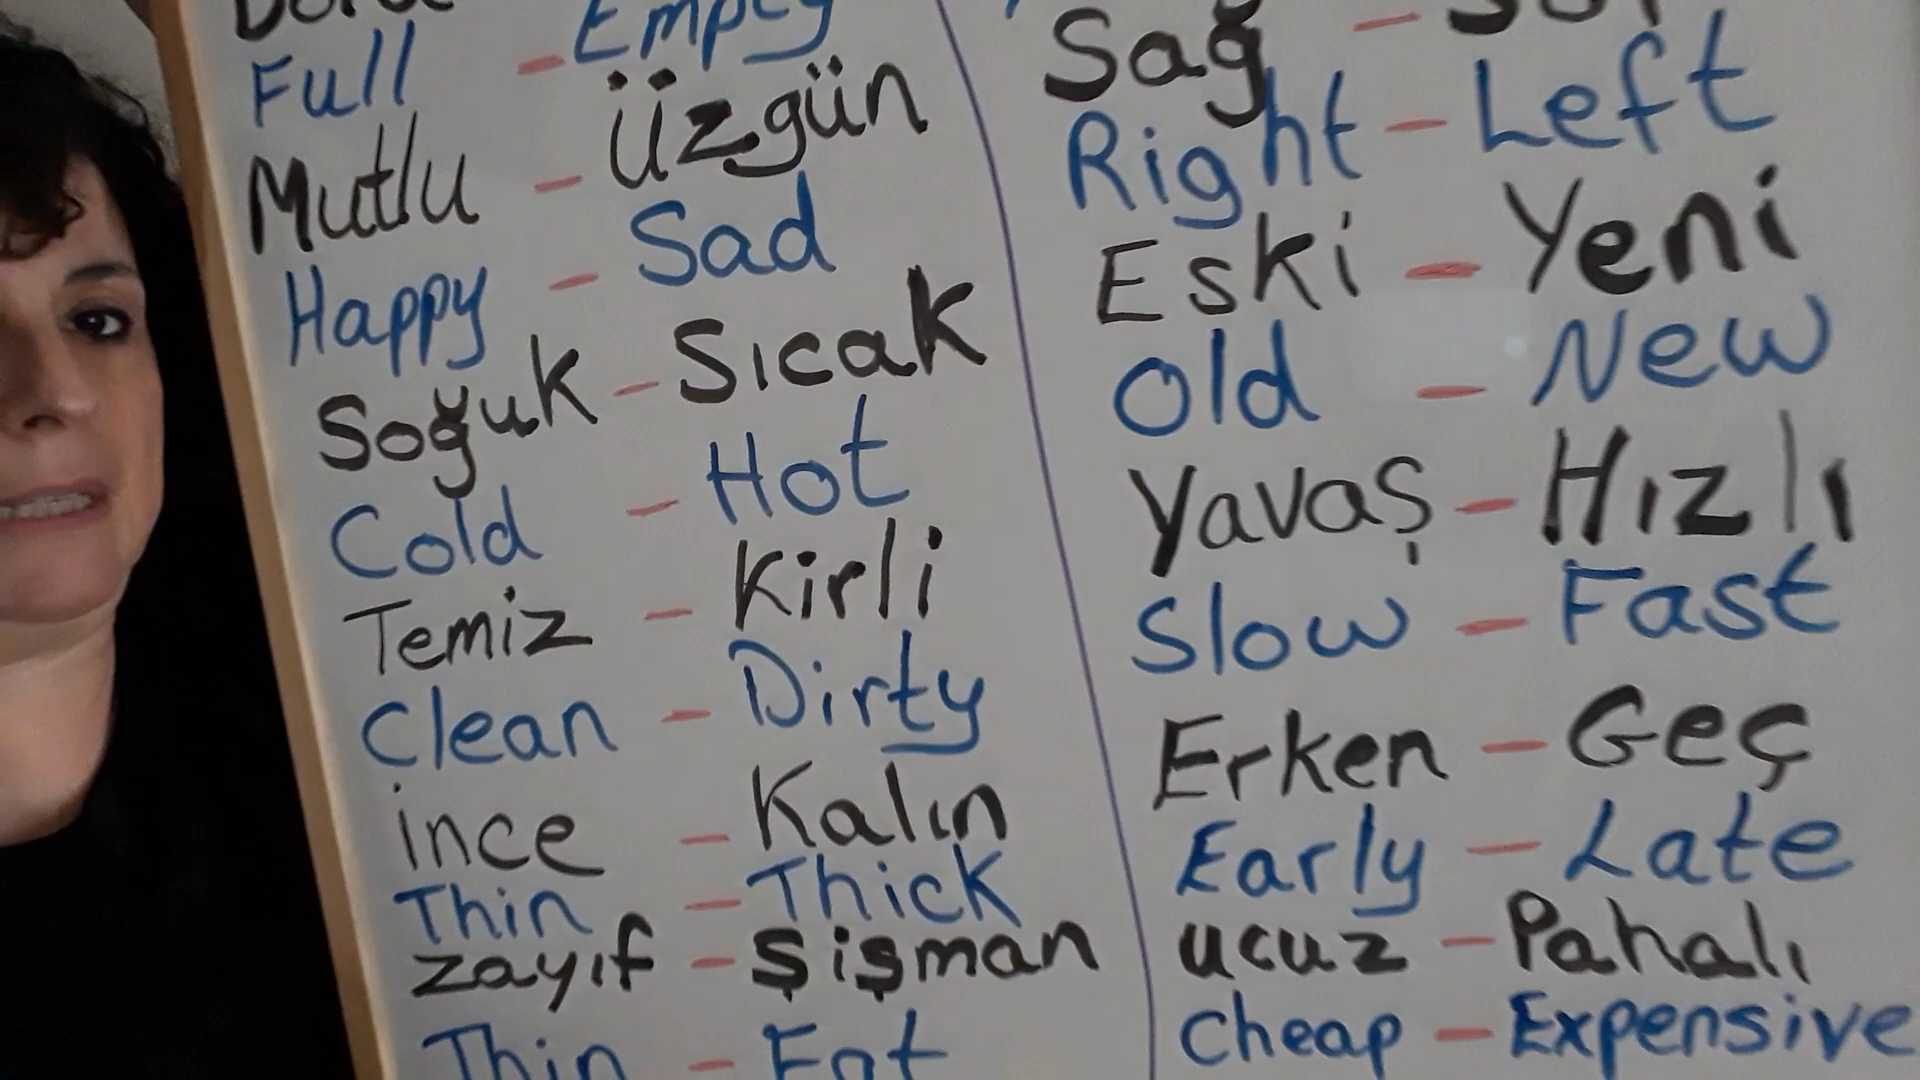 Full - Empty
Mutlu - Üzgün
Happy - Sad
Soğuk - Sıcak
Cold - Hot
Temiz - Kirli
Clean - Dirty
ince - Kalın
Thin - Thick
zayıf - Şişman
Thin - Fat
Sağ -
Right - Left
Eski - Yeni
Old - New
Yavaş - Hızlı
Slow - Fast
Erken - Geç
Early - Late
ucuz - Pahalı
Cheap - Expensive